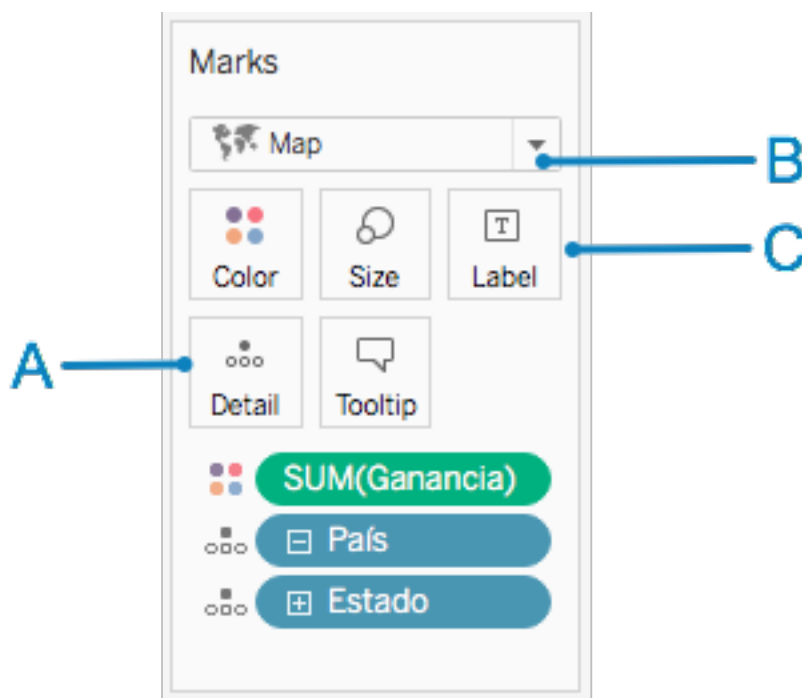 Marks
Map
B
Color Size Label
C
A
Detail Tooltip
SUM(Ganancia)
País
Estado